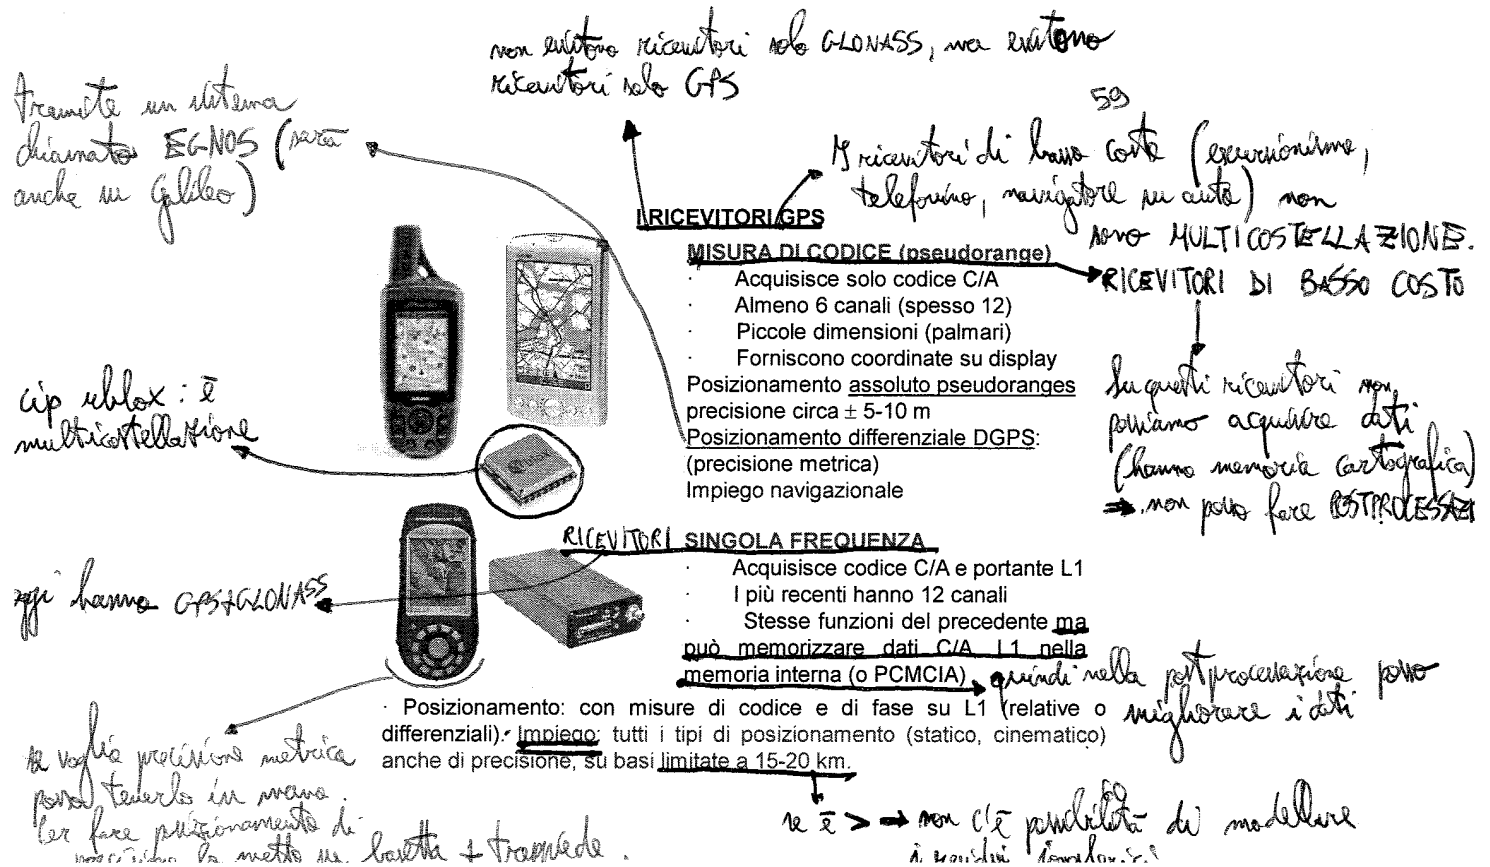 non esistono ricevitori solo GLONASS, ma esistono
ricevitori solo GPS
59
tramite un sistema
chiamato EGNOS (sarà
anche su Galileo)
I ricevitori di basso costo (escursionismo,
telefonino, navigatore su auto) non
sono MULTICOSTELLAZIONE.
I RICEVITORI GPS
MISURA DI CODICE (pseudorange)
RICEVITORI DI BASSO COSTO
· Acquisisce solo codice C/A
· Almeno 6 canali (spesso 12)
· Piccole dimensioni (palmari)
· Forniscono coordinate su display
Posizionamento assoluto pseudoranges
precisione circa ± 5-10 m
Posizionamento differenziale DGPS:
(precisione metrica)
Impiego navigazionale
Su questi ricevitori non
possiamo acquisire dati
(hanno memoria cartografica)
⇒ non posso fare POSTPROCESSAZI
cip ublox : è
multicostellazione
RICEVITORI SINGOLA FREQUENZA
· Acquisisce codice C/A e portante L1
· I più recenti hanno 12 canali
· Stesse funzioni del precedente ma
può memorizzare dati C/A L1 nella
memoria interna (o PCMCIA)
oggi hanno GPS+GLONASS
quindi nella postprocessazione posso
migliorare i dati
· Posizionamento: con misure di codice e di fase su L1 (relative o
differenziali). Impiego: tutti i tipi di posizionamento (statico, cinematico)
anche di precisione, su basi limitate a 15-20 km.
se voglio precisione metrica
posso tenerlo in mano.
Per fare posizionamento di
precisione lo metto su basetta + treppiede.
60
se è > ⇒ non c'è possibilità di modellare
i residui